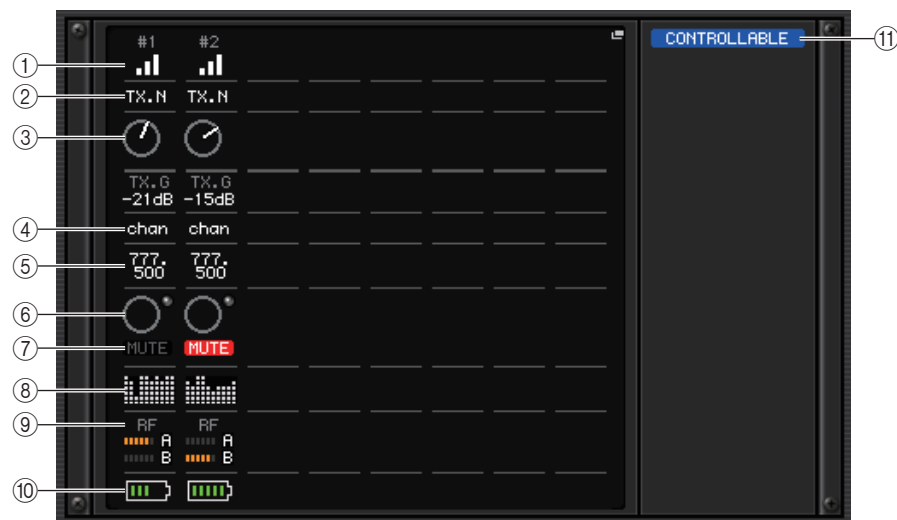 #1 #2
CONTROLLABLE
⑪
①
② TX.N TX.N
③
TX.G TX.G
-21dB -15dB
④ chan chan
⑤ 777. 777.
500 500
⑥
⑦ MUTE MUTE
⑧
⑨ RF RF
A A
B B
⑩